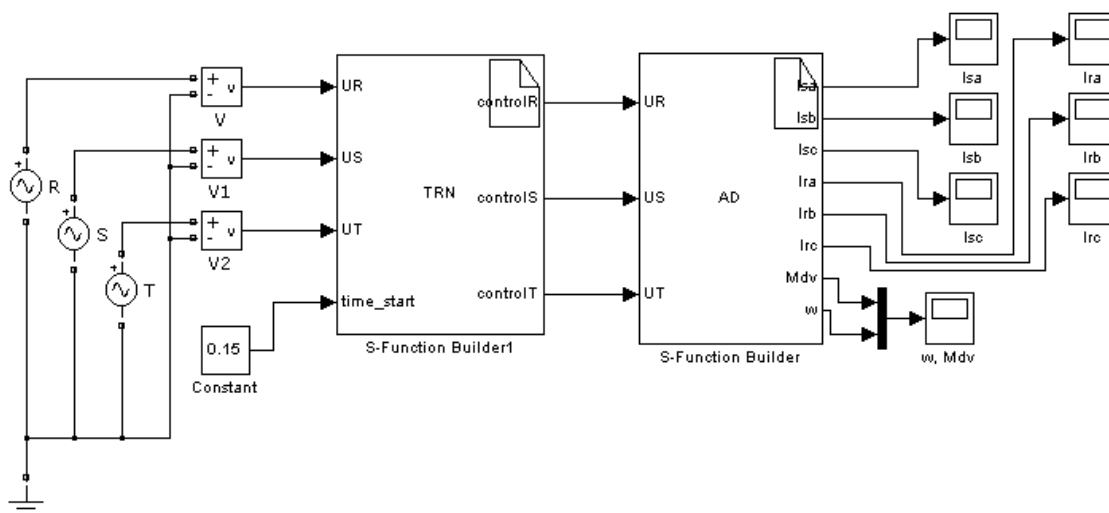 R
S
T
+
-
v
V
+
-
v
V1
+
-
v
V2
+
+
+
0.15
Constant
UR
US
UT
time_start
TRN
controlR
controlS
controlT
S-Function Builder1
UR
US
UT
AD
Isa
Isb
Isc
Ira
Irb
Irc
Mdv
w
S-Function Builder
Isa
Isb
Isc
Ira
Irb
Irc
w, Mdv